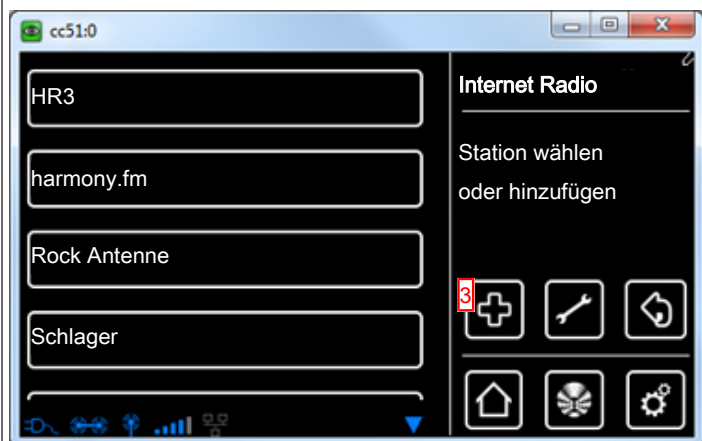 cc51:0
HR3
harmony.fm
Rock Antenne
Schlager
Internet Radio
Station wählen
oder hinzufügen
3